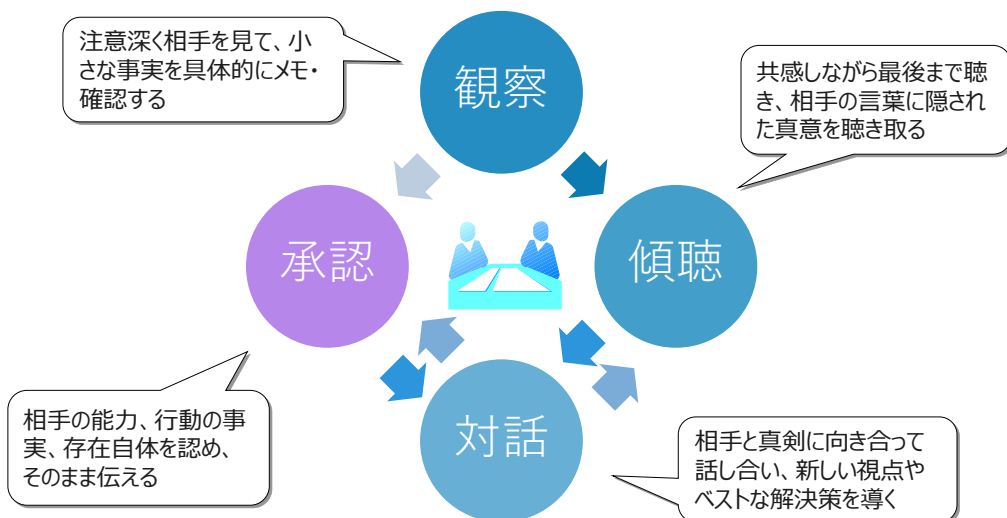 注意深く相手を見て、小
さな事実を具体的にメモ・
確認する
観察
共感しながら最後まで聴
き、相手の言葉に隠され
た真意を聴き取る
承認
傾聴
相手の能力、行動の事
実、存在自体を認め、
そのまま伝える
対話
相手と真剣に向き合って
話し合い、新しい視点や
ベストな解決策を導く